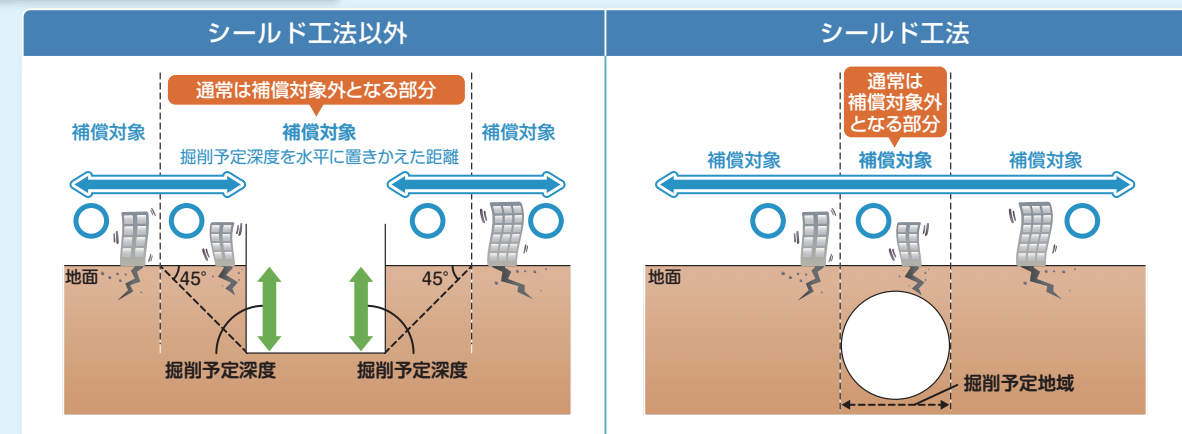 シールド工法以外
通常は補償対象外となる部分
補償対象
補償対象
補償対象
掘削予定深度を水平に置きかえた距離
地面
45°
45°
掘削予定深度
掘削予定深度
シールド工法
通常は
補償対象外
となる部分
補償対象
補償対象
補償対象
地面
掘削予定地域